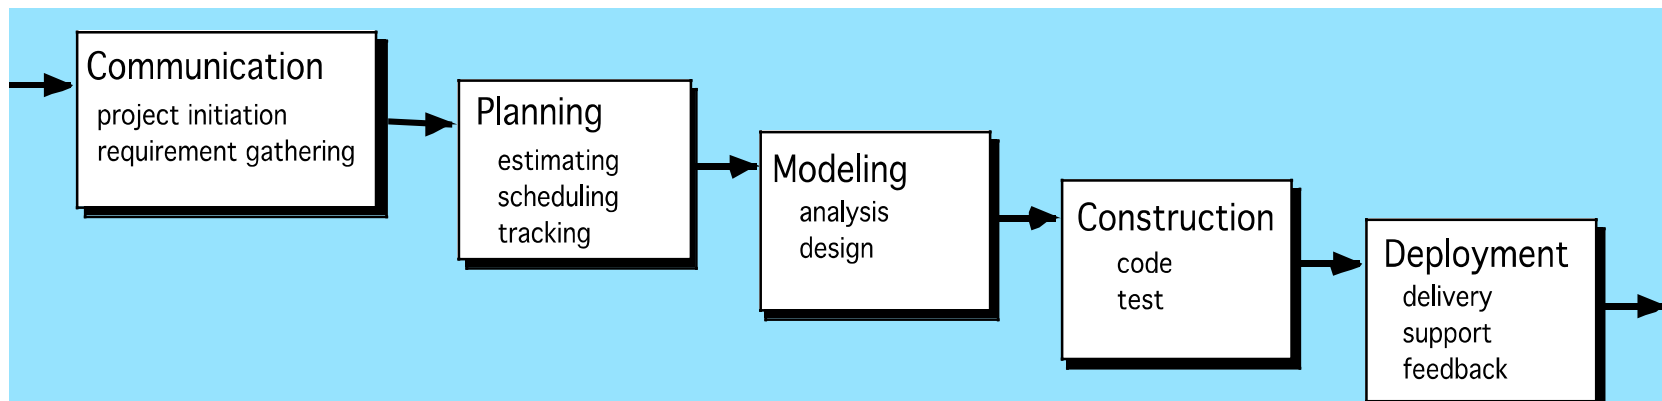 Communication
project initiation
requirement gathering
Planning
estimating
scheduling
tracking
Modeling
analysis
design
Construction
code
test
Deployment
delivery
support
feedback